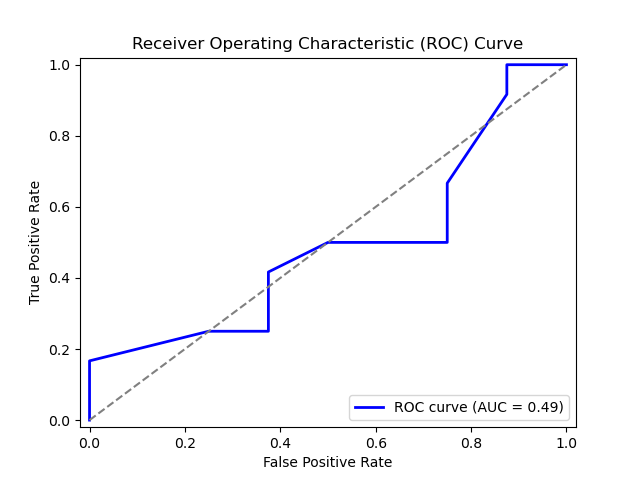 Receiver Operating Characteristic (ROC) Curve
True Positive Rate
1.0
0.8
0.6
0.4
0.2
0.0
ROC curve (AUC = 0.49)
0.0 0.2 0.4 0.6 0.8 1.0
False Positive Rate